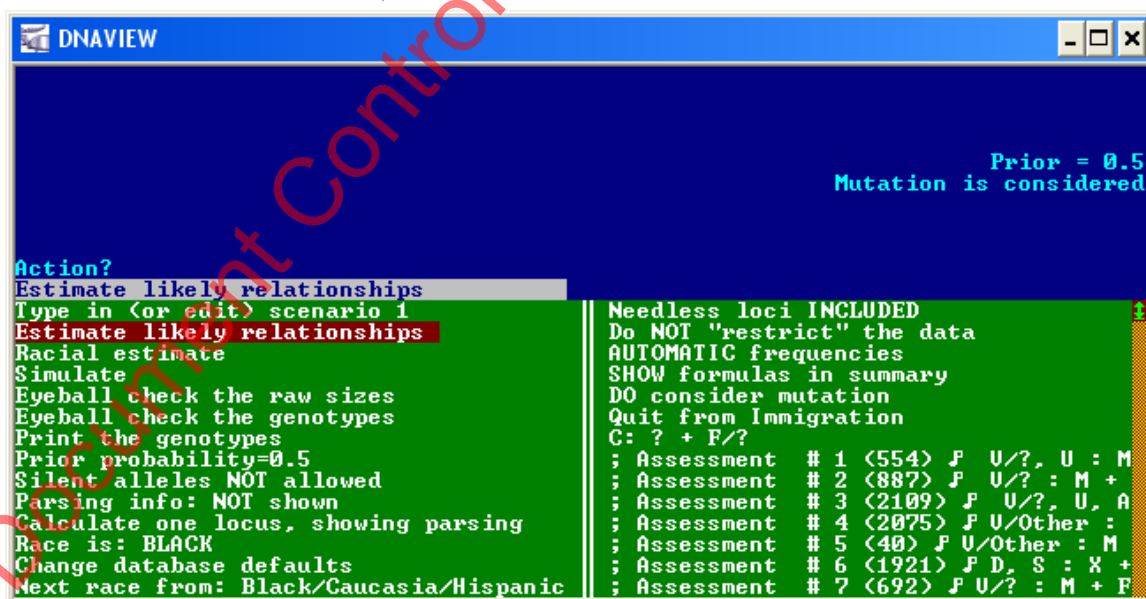 DNAVIEW
Prior = 0.5
Mutation is considered
Action?
Estimate likely relationships
Type in (or edit) scenario 1
Estimate likely relationships
Racial estimate
Simulate
Eyeball check the raw sizes
Eyeball check the genotypes
Print the genotypes
Prior probability=0.5
Silent alleles NOT allowed
Parsing info: NOT shown
Calculate one locus, showing parsing
Race is: BLACK
Change database defaults
Next race from: Black/Caucasia/Hispanic
Needless loci INCLUDED
Do NOT "restrict" the data
AUTOMATIC frequencies
SHOW formulas in summary
DO consider mutation
Quit from Immigration
C: ? + F/?
; Assessment # 1 (554) U/?, U : M
; Assessment # 2 (887) U/? : M +
; Assessment # 3 (2109) U/?, U, A
; Assessment # 4 (2075) U/Other :
; Assessment # 5 (40) U/Other : M
; Assessment # 6 (1921) D, S : X +
; Assessment # 7 (692) U/? : M + F
Document Contro